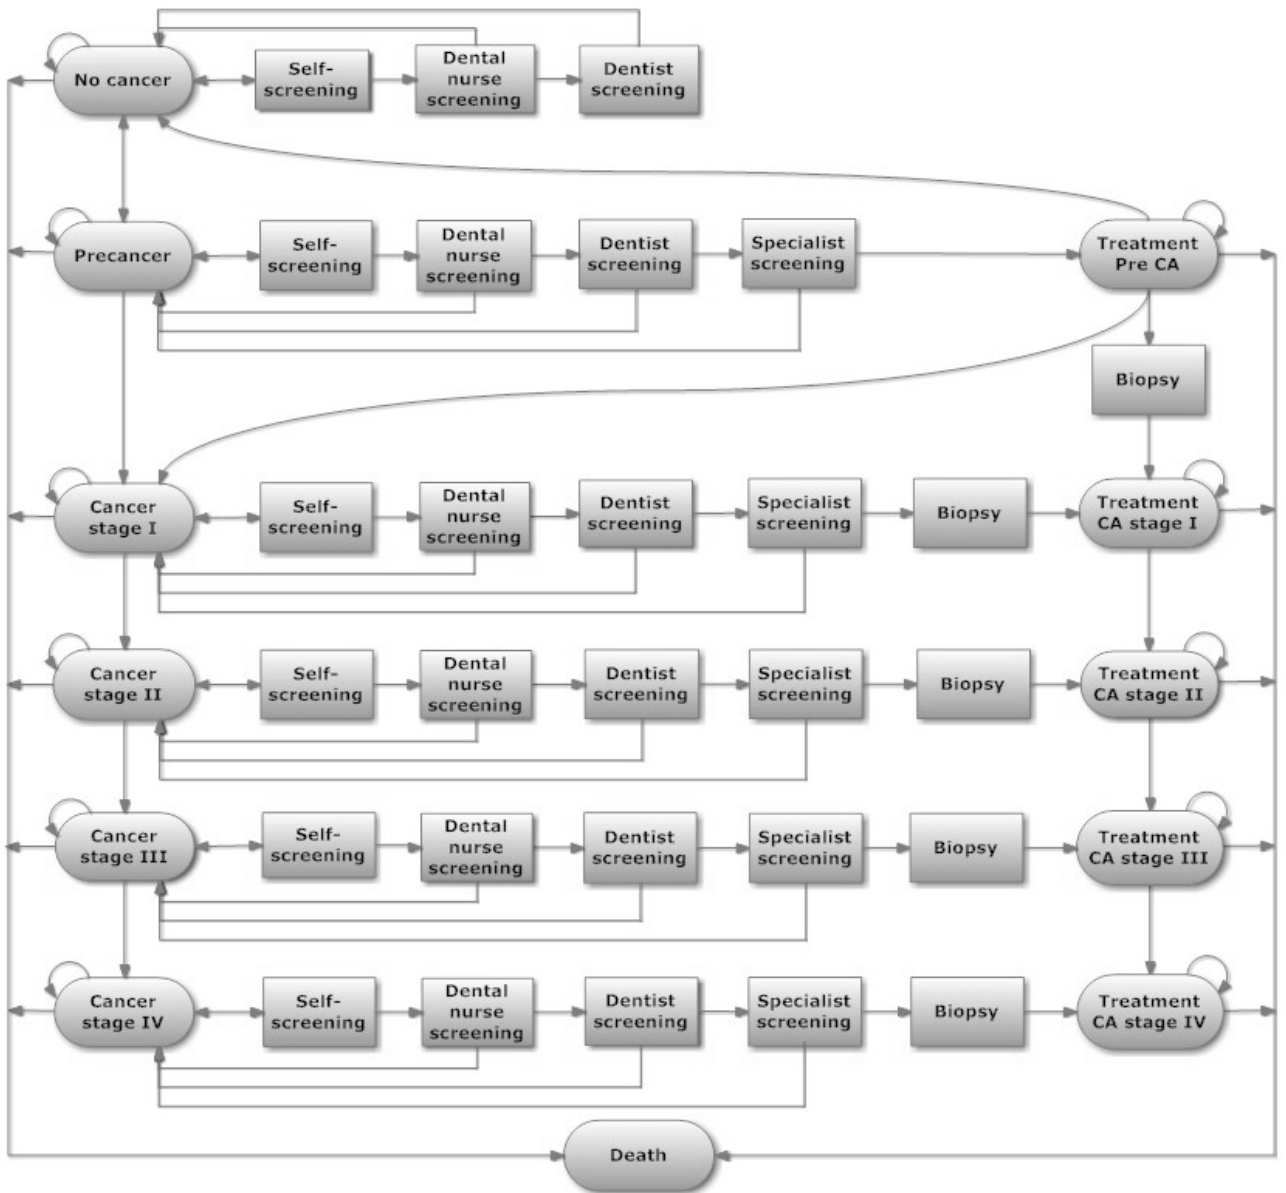 No cancer
Self-
screening
Dental
nurse
screening
Dentist
screening
Precancer
Self-
screening
Dental
nurse
screening
Dentist
screening
Specialist
screening
Treatment
Pre CA
Biopsy
Cancer
stage I
Self-
screening
Dental
nurse
screening
Dentist
screening
Specialist
screening
Biopsy
Treatment
CA stage I
Cancer
stage II
Self-
screening
Dental
nurse
screening
Dentist
screening
Specialist
screening
Biopsy
Treatment
CA stage II
Cancer
stage III
Self-
screening
Dental
nurse
screening
Dentist
screening
Specialist
screening
Biopsy
Treatment
CA stage III
Cancer
stage IV
Self-
screening
Dental
nurse
screening
Dentist
screening
Specialist
screening
Biopsy
Treatment
CA stage IV
Death